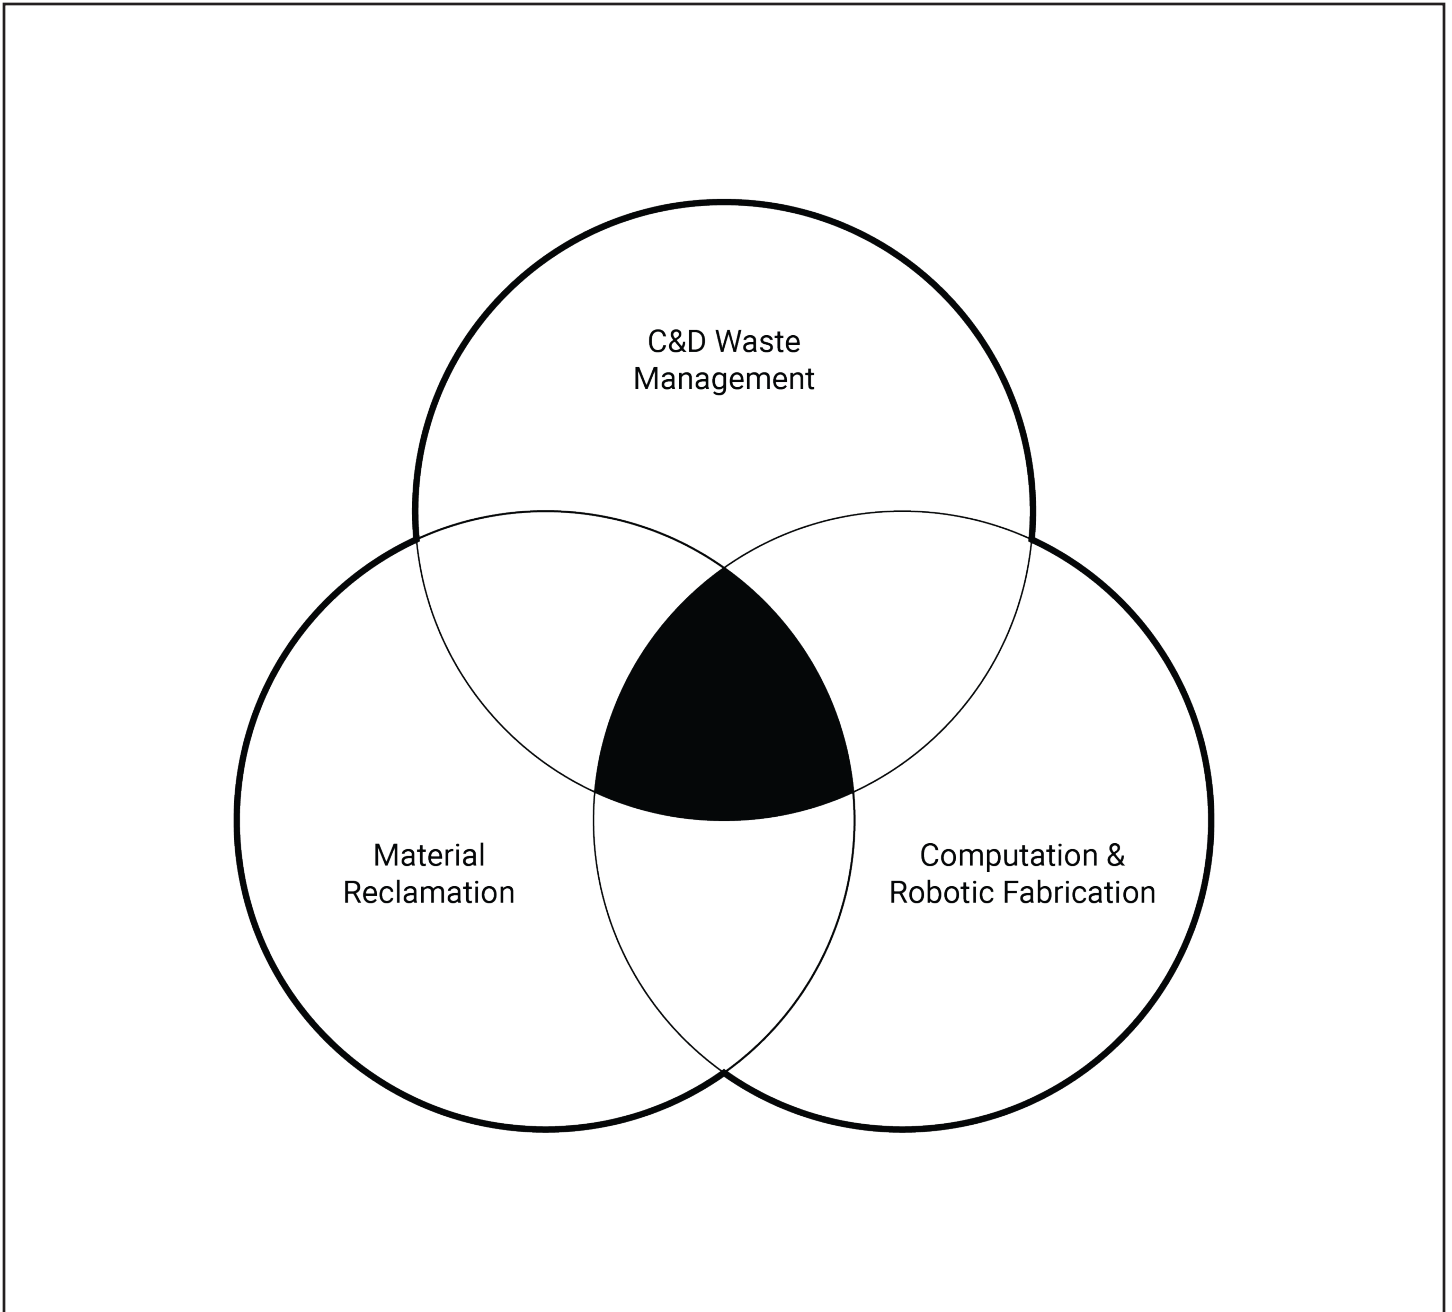 C&D Waste
Management
Material
Reclamation
Computation &
Robotic Fabrication